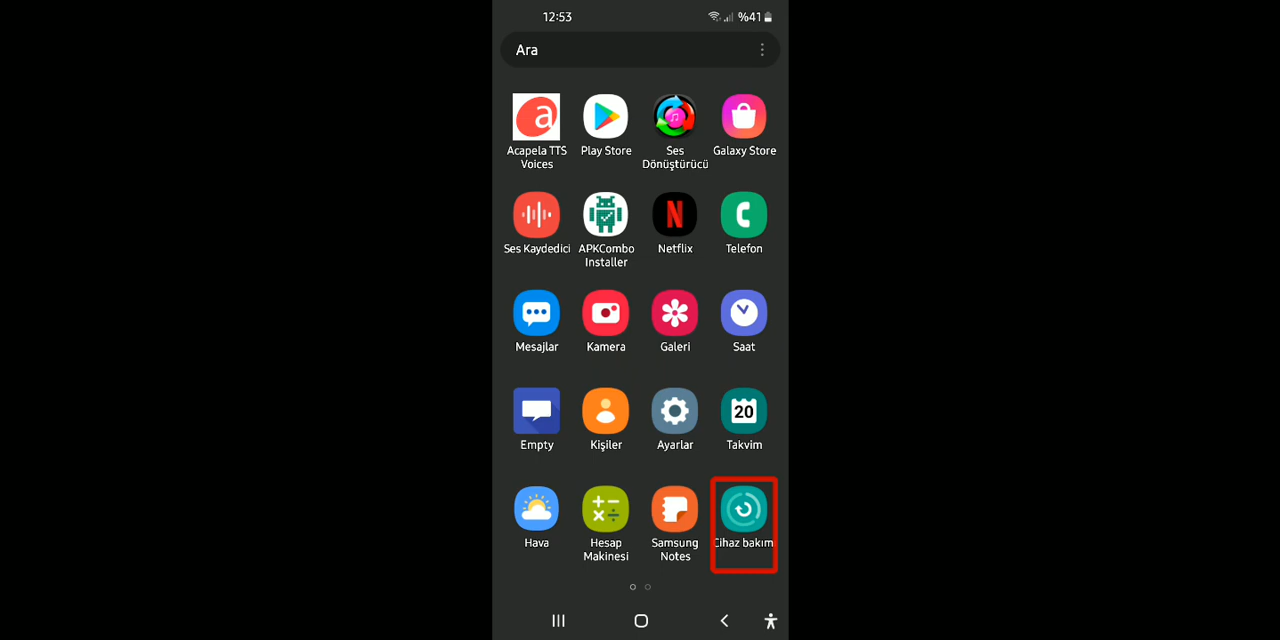 12:53
%41
Ara
Acapela TTS
Voices
Play Store
Ses
Dönüştürücü
Galaxy Store
Ses Kaydedici
APKCombo
Installer
Netflix
Telefon
Mesajlar
Kamera
Galeri
Saat
Empty
Kişiler
Ayarlar
20
Takvim
Hava
Hesap
Makinesi
Samsung
Notes
Cihaz bakımı